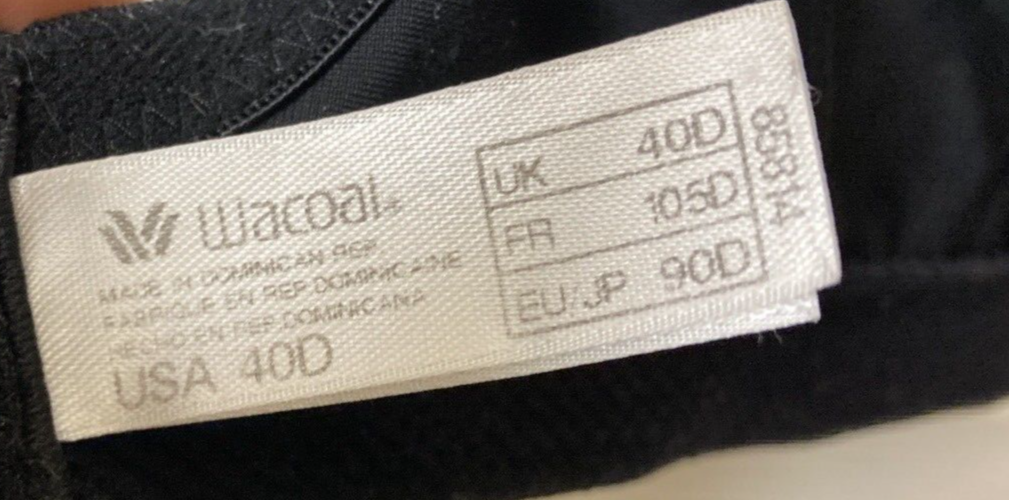 wacoal
MADE IN DOMINICAN REP
FABRIQUE EN REP DOMINICAINE
HECHO EN REP DOMINICANA
USA 40D
UK 40D
FR 105D
EU/JP 90D
85314